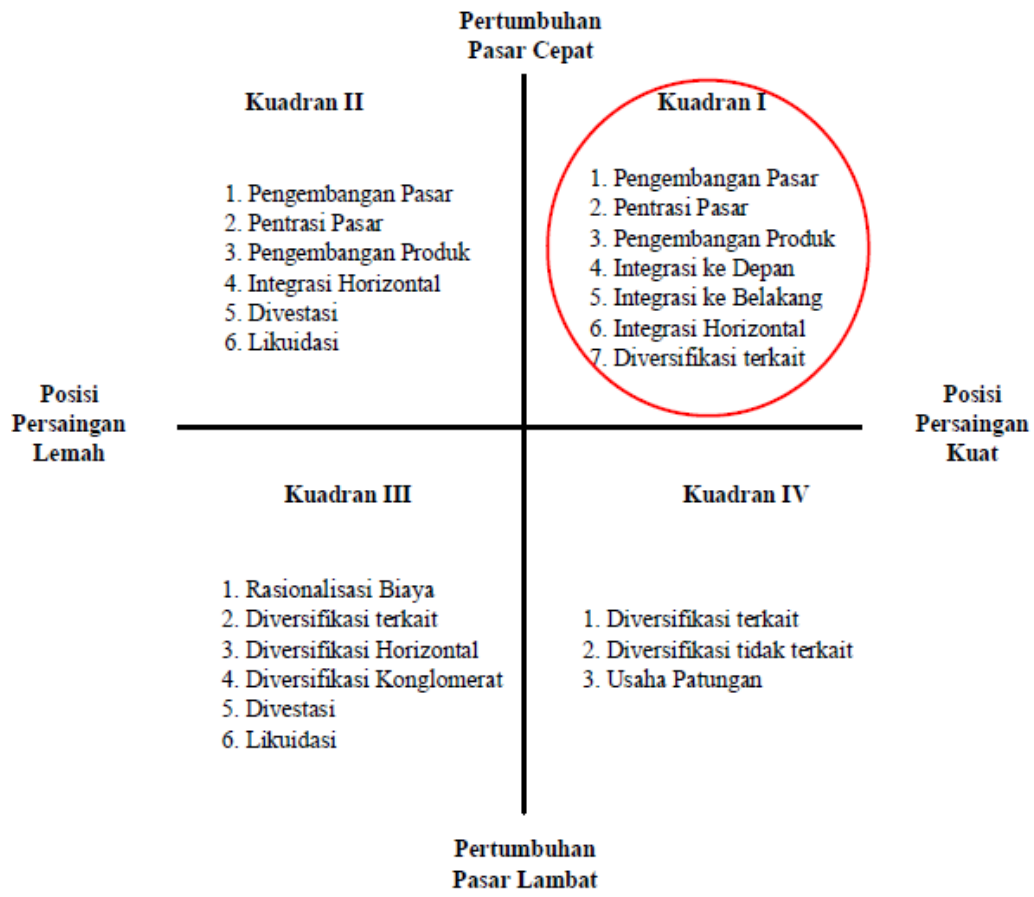 Pertumbuhan
Pasar Cepat
Kuadran II
1. Pengembangan Pasar
2. Pentrasi Pasar
3. Pengembangan Produk
4. Integrasi Horizontal
5. Divestasi
6. Likuidasi
Kuadran I
1. Pengembangan Pasar
2. Pentrasi Pasar
3. Pengembangan Produk
4. Integrasi ke Depan
5. Integrasi ke Belakang
6. Integrasi Horizontal
7. Diversifikasi terkait
Posisi
Persaingan
Lemah
Posisi
Persaingan
Kuat
Kuadran III
1. Rasionalisasi Biaya
2. Diversifikasi terkait
3. Diversifikasi Horizontal
4. Diversifikasi Konglomerat
5. Divestasi
6. Likuidasi
Kuadran IV
1. Diversifikasi terkait
2. Diversifikasi tidak terkait
3. Usaha Patungan
Pertumbuhan
Pasar Lambat